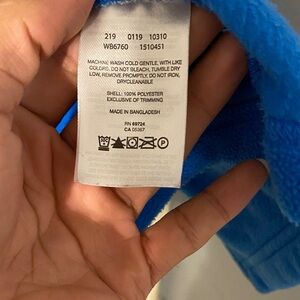 219 0119 10310
WB6760 1510451
MACHINE WASH COLD GENTLE, WITH LIKE
COLORS, DO NOT BLEACH, TUMBLE DRY
LOW, REMOVE PROMPTLY, DO NOT IRON,
DRYCLEANABLE
SHELL: 100% POLYESTER
EXCLUSIVE OF TRIMMING
MADE IN BANGLADESH
RN 69724
CA 05367
P